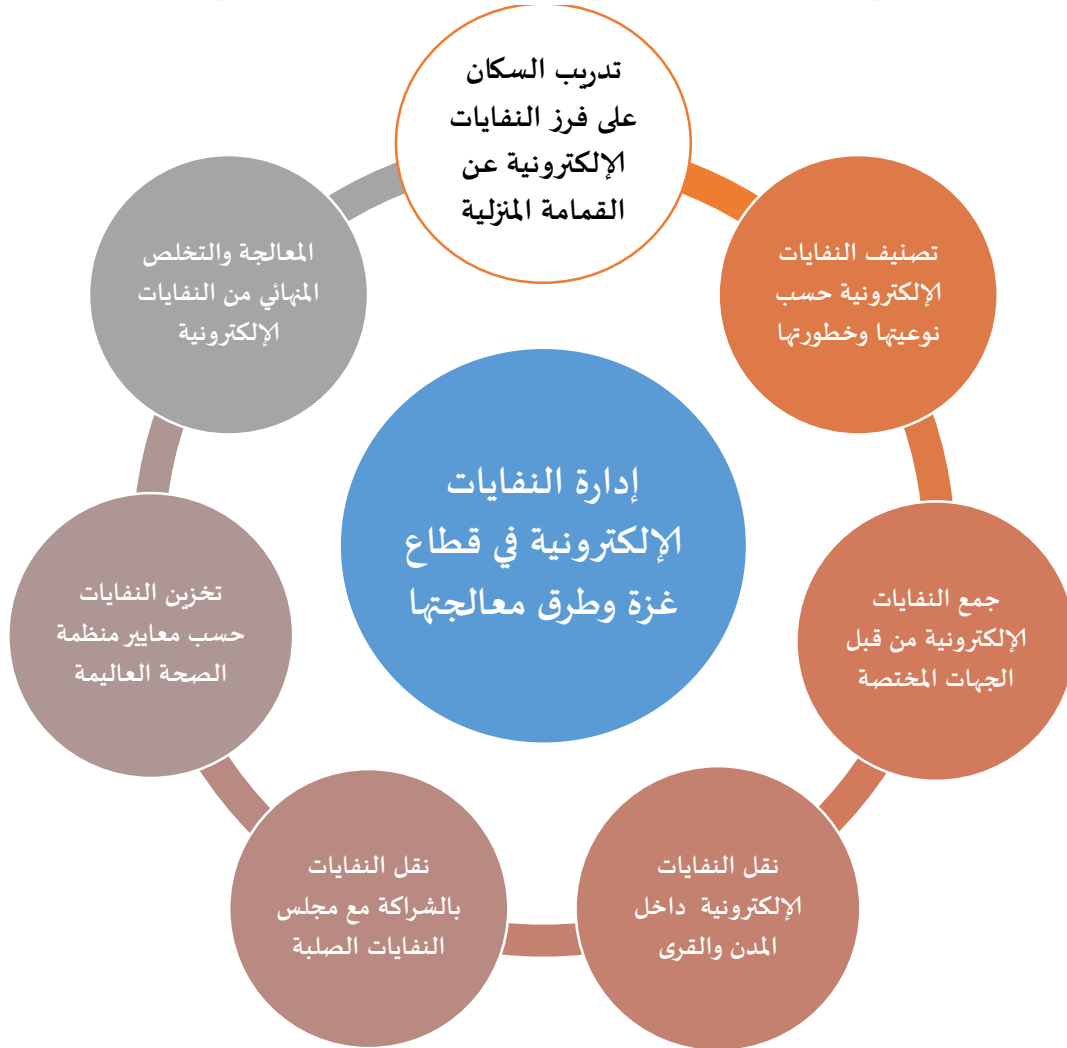 تدريب السكان
على فرز النفايات
الإلكترونية عن
القمامة المنزلية
تصنيف النفايات
الإلكترونية حسب
نوعيتها وخطورتها
جمع النفايات
الإلكترونية من قبل
الجهات المختصة
نقل النفايات
الإلكترونية داخل
المدن والقرى
نقل النفايات
بالشراكة مع مجلس
النفايات الصلبة
تخزين النفايات
حسب معايير منظمة
الصحة العاليمة
المعالجة والتخلص
المنهائي من النفايات
الإلكترونية
إدارة النفايات
الإلكترونية في قطاع
غزة وطرق معالجتها